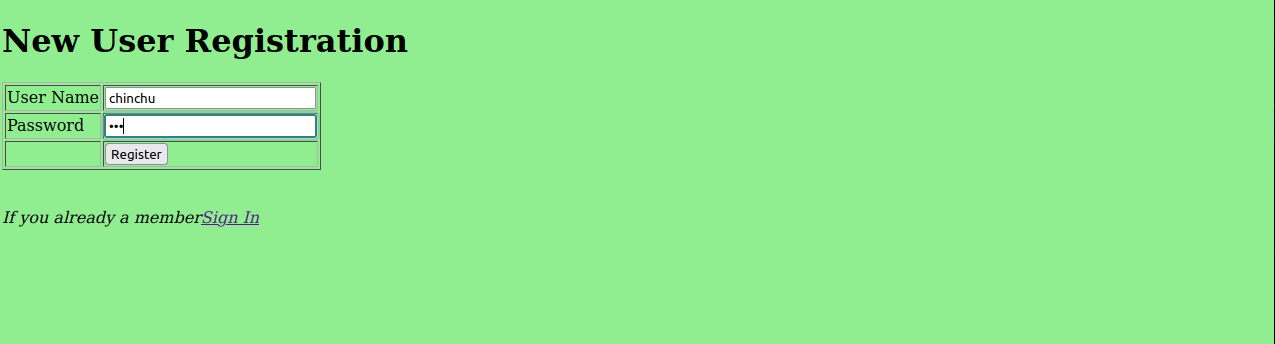 New User Registration
User Name chinchu
Password •••
Register
If you already a memberSign In